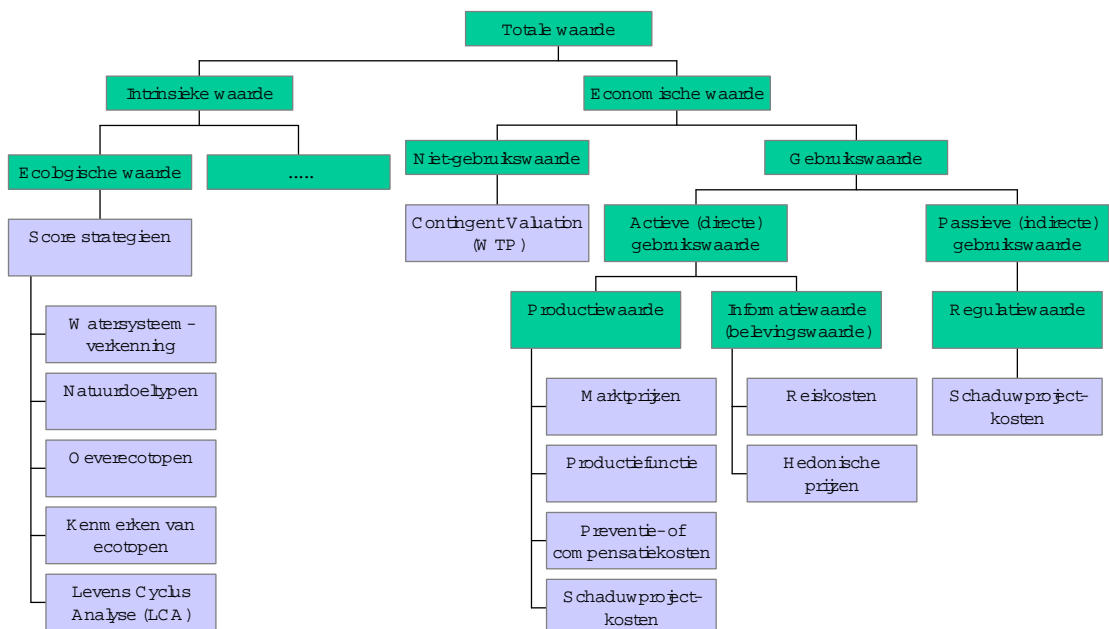 Totale waarde
Intrinsieke waarde
Economische waarde
Ecologische waarde
.....
Niet-gebruikswaarde
Gebruikswaarde
Score strategieen
Contingent Valuation
(WTP)
Actieve (directe)
gebruikswaarde
Passieve (indirecte)
gebruikswaarde
Productiewaarde
Informatiewaarde
(belevingswaarde)
Regulatiewaarde
Watersysteem-
verkenning
Natuurdoeltypen
Oeverecotopen
Kenmerken van
ecotopen
Levens Cyclus
Analyse (LCA)
Marktprijzen
Productiefunctie
Preventie- of
compensatiekosten
Schaduwproject-
kosten
Reiskosten
Hedonische
prijzen
Schaduwproject-
kosten